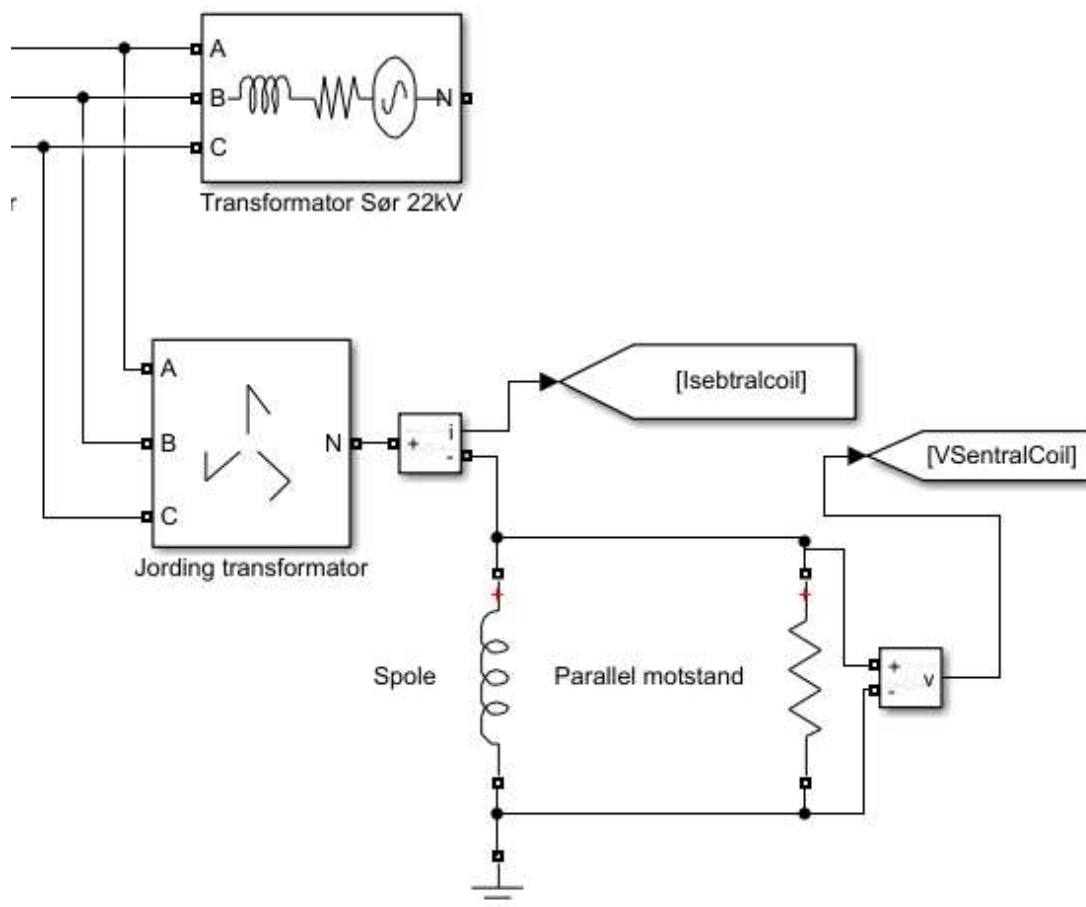 A
B
N
C
Transformator Sør 22kV
r
A
B
N
C
Jording transformator
+
i
-
[Isebtralcoil]
[VSentralCoil]
Spole
Parallel motstand
+
-
v